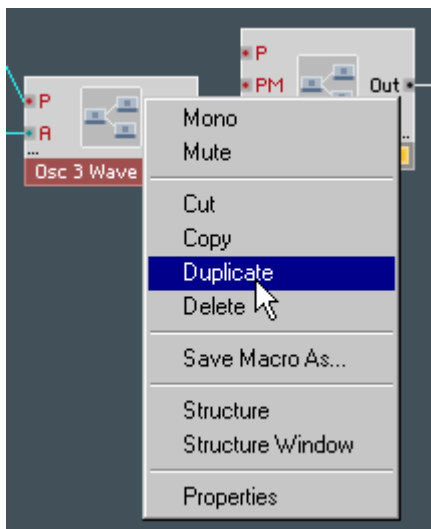 P
PM
Out
P
A
...
...
Osc 3 Wave
Mono
Mute
Cut
Copy
Duplicate
Delete
Save Macro As...
Structure
Structure Window
Properties